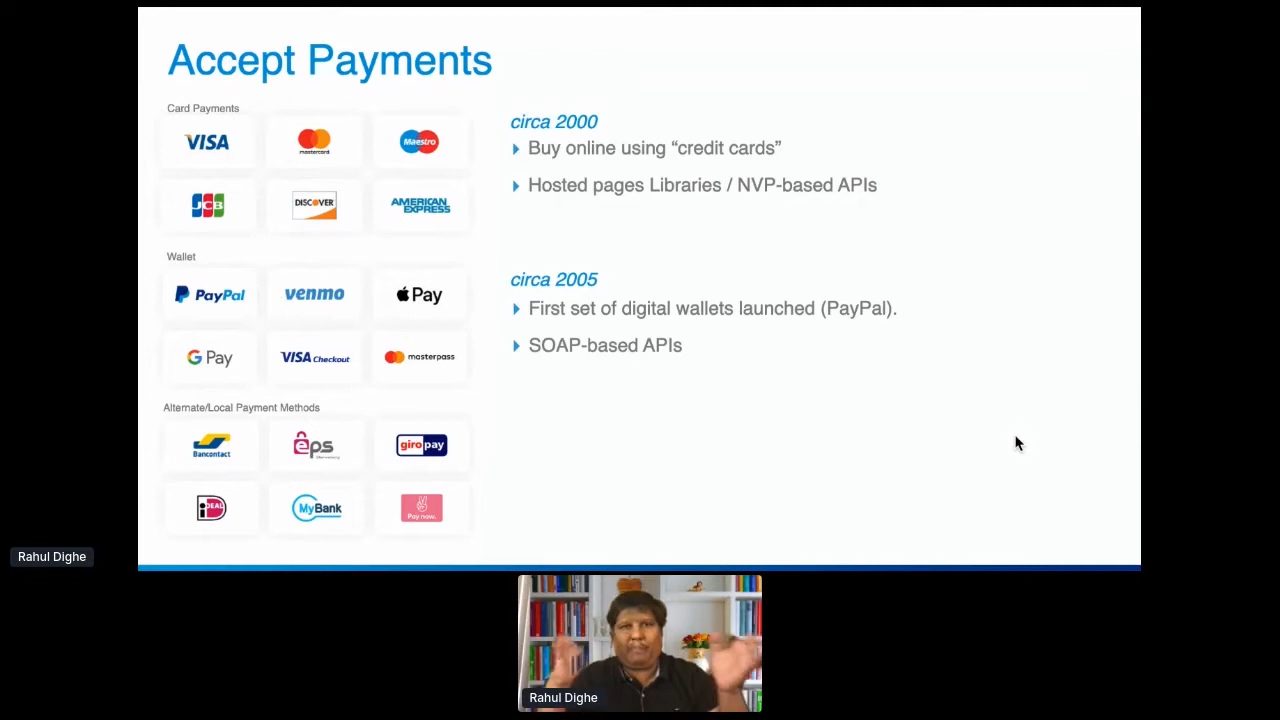 Accept Payments
Card Payments
VISA
mastercard
Maestro
JCB
DISCOVER
AMERICAN EXPRESS
Wallet
PayPal
venmo
Pay
G Pay
VISA Checkout
masterpass
Alternate/Local Payment Methods
Bancontact
eps
giropay
iDEAL
MyBank
Pay now.
circa 2000
Buy online using “credit cards”
Hosted pages Libraries / NVP-based APIs
circa 2005
First set of digital wallets launched (PayPal).
SOAP-based APIs
Rahul Dighe
Rahul Dighe